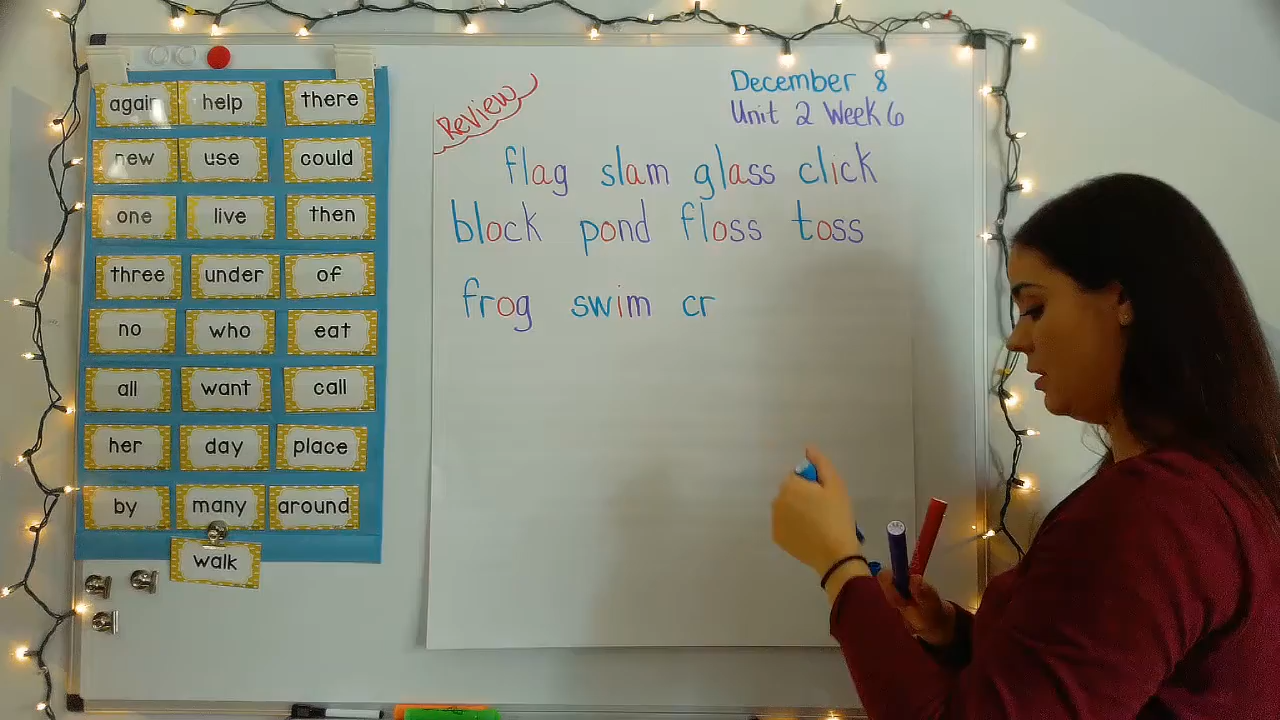 again help there
new use could
one live then
three under of
no who eat
all want call
her day place
by many around
walk
Review
December 8
Unit 2 Week 6
flag slam glass click
block pond floss toss
frog swim cr